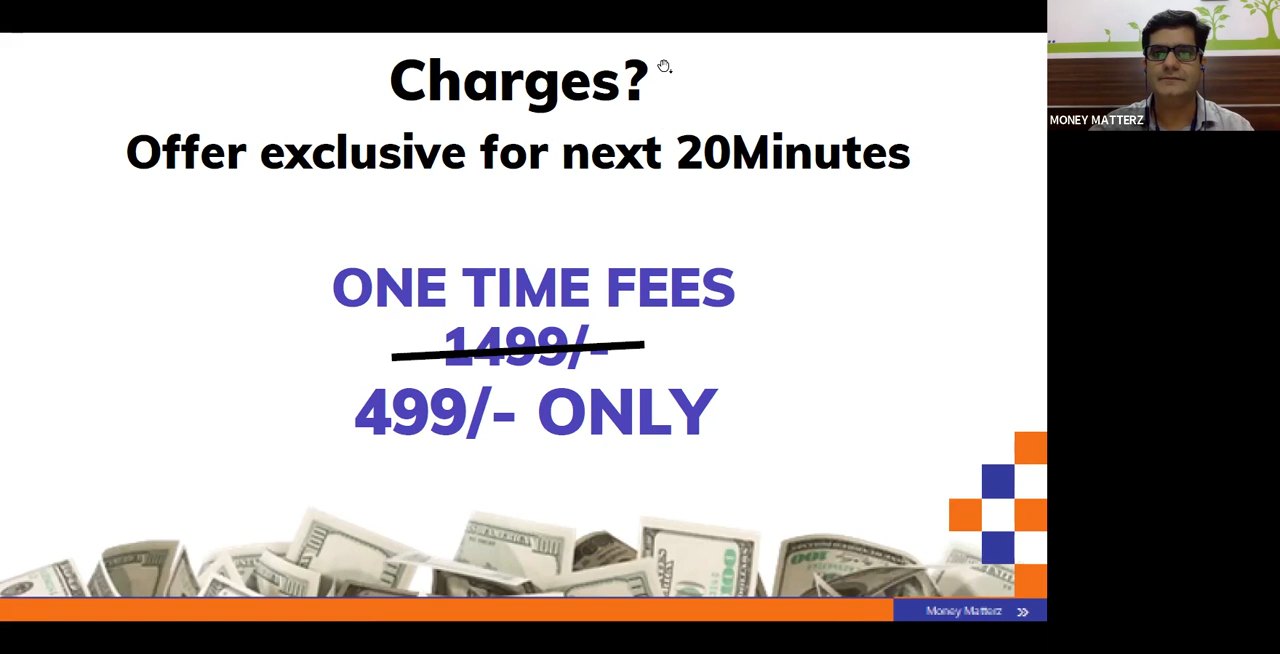 Charges?
Offer exclusive for next 20Minutes
ONE TIME FEES
1499/-
499/- ONLY
Money Matterz
MONEY MATTERZ